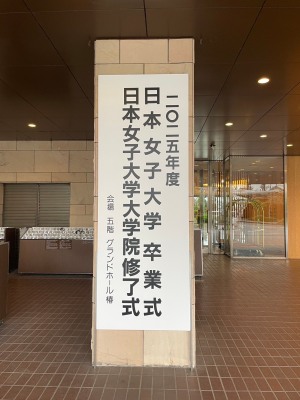 二〇二五年度
日本女子大学 卒業式
日本女子大学大学院修了式
会場 五階 グランドホール椿